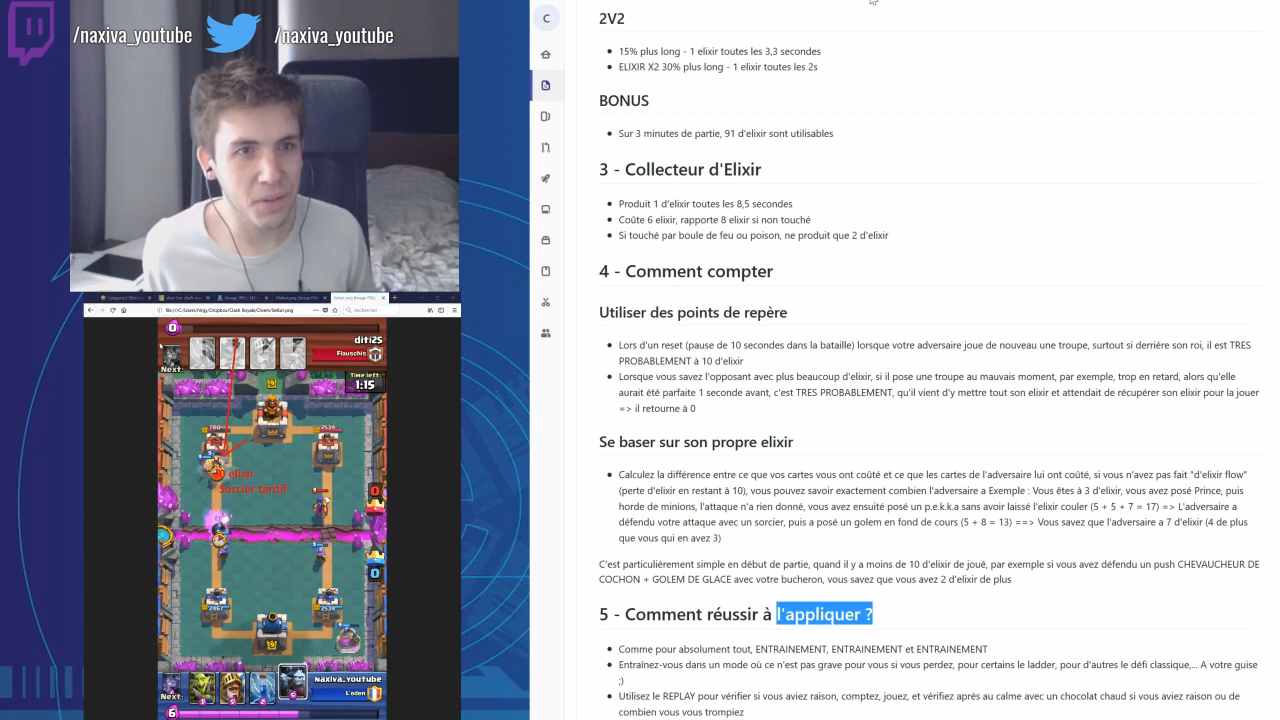 /naxiva_youtube
/naxiva_youtube
0
diti25
Flauschis
Next:
Time left:
1:15
780
2534
elixir
Sorcier tardif
0
0
2467
2534
Next:
naxiva_youtube
L'eden
6
C
2V2
15% plus long - 1 elixir toutes les 3,3 secondes
ELIXIR X2 30% plus long - 1 elixir toutes les 2s
BONUS
Sur 3 minutes de partie, 91 d'elixir sont utilisables
3 - Collecteur d'Elixir
Produit 1 d'elixir toutes les 8,5 secondes
Coûte 6 elixir, rapporte 8 elixir si non touché
Si touché par boule de feu ou poison, ne produit que 2 d'elixir
4 - Comment compter
Utiliser des points de repère
Lors d'un reset (pause de 10 secondes dans la bataille) lorsque votre adversaire joue de nouveau une troupe, surtout si derrière son roi, il est TRES
PROBABLEMENT à 10 d'elixir
Lorsque vous savez l'opposant avec plus beaucoup d'elixir, si il pose une troupe au mauvais moment, par exemple, trop en retard, alors qu'elle
aurait été parfaite 1 seconde avant, c'est TRES PROBABLEMENT, qu'il vient d'y mettre tout son elixir et attendait de récupérer son elixir pour la jouer
=> il retourne à 0
Se baser sur son propre elixir
Calculez la différence entre ce que vos cartes vous ont coûté et ce que les cartes de l'adversaire lui ont coûté, si vous n'avez pas fait "d'elixir flow"
(perte d'elixir en restant à 10), vous pouvez savoir exactement combien l'adversaire a Exemple : Vous êtes à 3 d'elixir, vous avez posé Prince, puis
horde de minions, l'attaque n'a rien donné, vous avez ensuité posé un p.e.k.k.a sans avoir laissé l'elixir couler (5 + 5 + 7 = 17) => L'adversaire a
défendu votre attaque avec un sorcier, puis a posé un golem en fond de cours (5 + 8 = 13) ==> Vous savez que l'adversaire a 7 d'elixir (4 de plus
que vous qui en avez 3)
C'est particulièrement simple en début de partie, quand il y a moins de 10 d'elixir de joué, par exemple si vous avez défendu un push CHEVAUCHEUR DE
COCHON + GOLEM DE GLACE avec votre bucheron, vous savez que vous avez 2 d'elixir de plus
5 - Comment réussir à l'appliquer ?
Comme pour absolument tout, ENTRAINEMENT, ENTRAINEMENT et ENTRAINEMENT
Entraînez-vous dans un mode où ce n'est pas grave pour vous si vous perdez, pour certains le ladder, pour d'autres le défi classique,... A votre guise
;)
Utilisez le REPLAY pour vérifier si vous aviez raison, comptez, jouez, et vérifiez après au calme avec un chocolat chaud si vous aviez raison ou de
combien vous vous trompiez